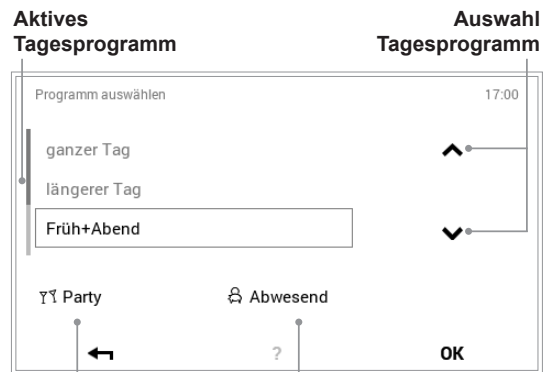 Aktives
Tagesprogramm
Auswahl
Tagesprogramm
Programm auswählen 17:00
ganzer Tag
längerer Tag
Früh+Abend
Party Abwesend
? OK